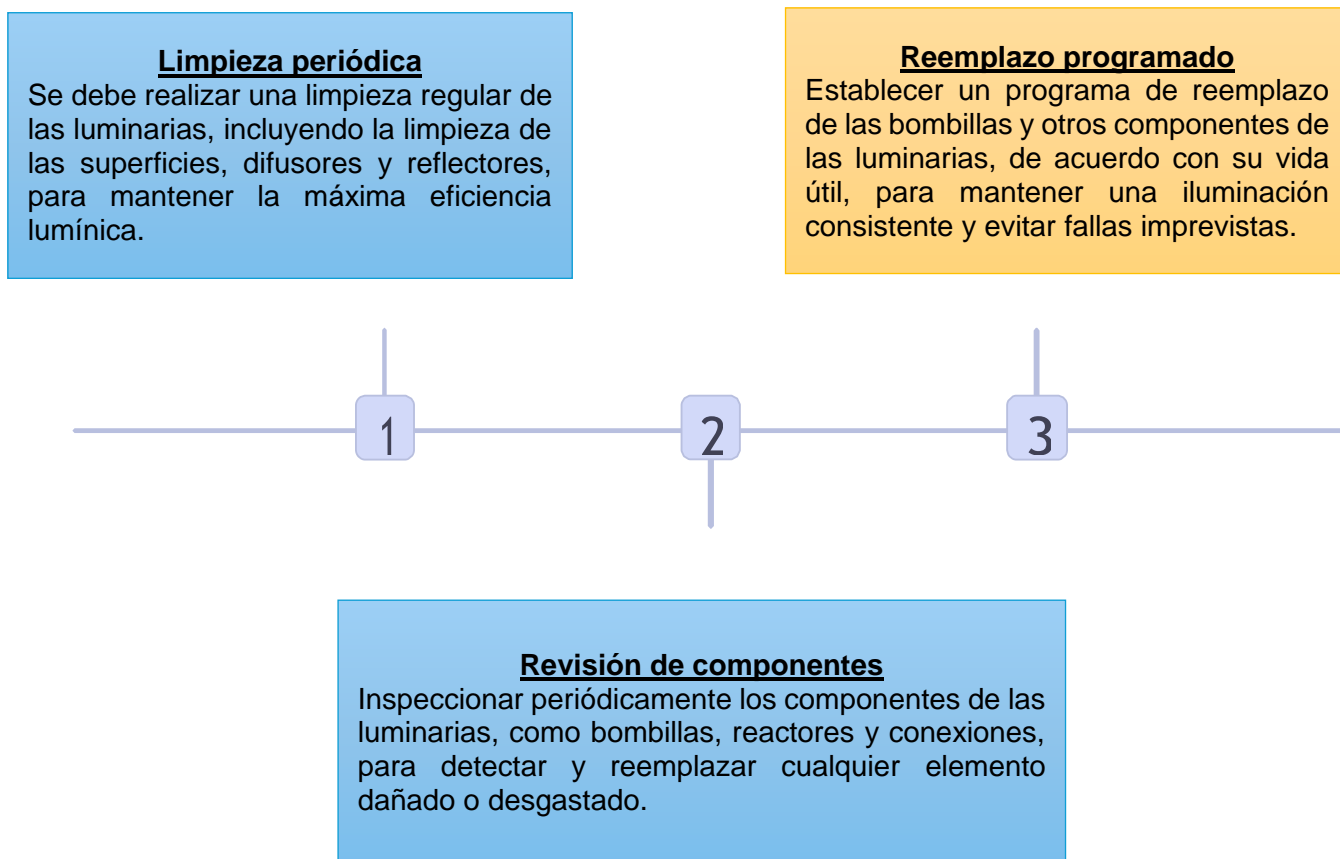 Limpieza periódica
Se debe realizar una limpieza regular de
las luminarias, incluyendo la limpieza de
las superficies, difusores y reflectores,
para mantener la máxima eficiencia
lumínica.
Reemplazo programado
Establecer un programa de reemplazo
de las bombillas y otros componentes de
las luminarias, de acuerdo con su vida
útil, para mantener una iluminación
consistente y evitar fallas imprevistas.
1
2
3
Revisión de componentes
Inspeccionar periódicamente los componentes de las
luminarias, como bombillas, reactores y conexiones,
para detectar y reemplazar cualquier elemento
dañado o desgastado.